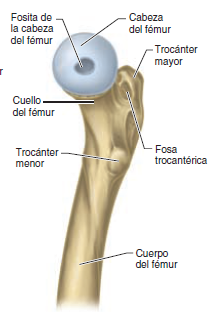 Fosita de
la cabeza
del fémur
Cabeza
del fémur
Trocánter
mayor
Cuello
del fémur
Trocánter
menor
Fosa
trocantérica
Cuerpo
del fémur